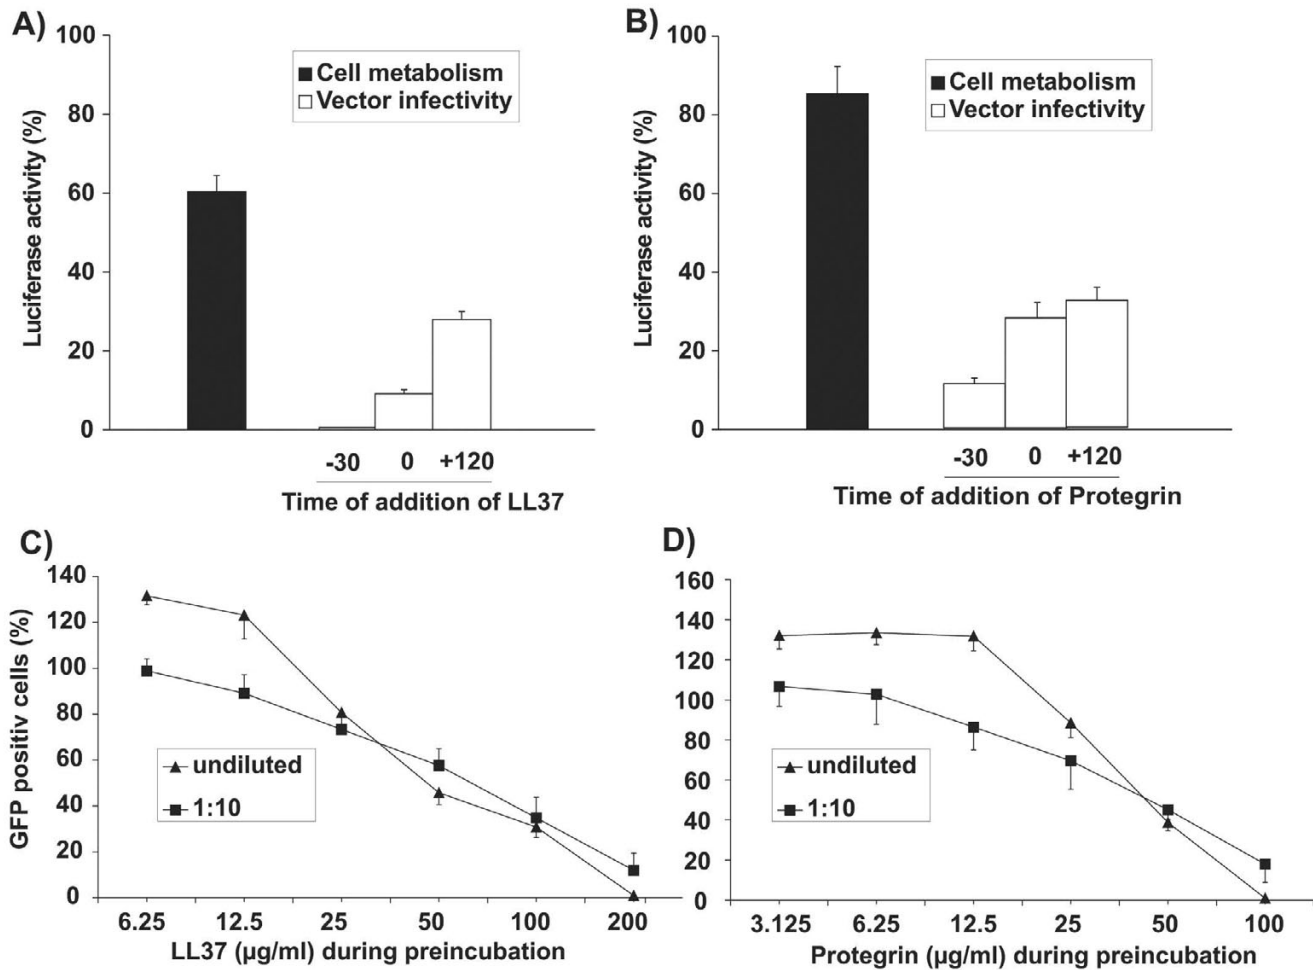 A)
100
80
60
40
20
0
Luciferase activity (%)
Cell metabolism
Vector infectivity
-30 0 +120
Time of addition of LL37
B)
100
80
60
40
20
0
Luciferase activity (%)
Cell metabolism
Vector infectivity
-30 0 +120
Time of addition of Protegrin
C)
140
120
100
80
60
40
20
0
GFP positiv cells (%)
undiluted
1:10
6.25 12.5 25 50 100 200
LL37 (µg/ml) during preincubation
D)
160
140
120
100
80
60
40
20
0
undiluted
1:10
3.125 6.25 12.5 25 50 100
Protegrin (µg/ml) during preincubation